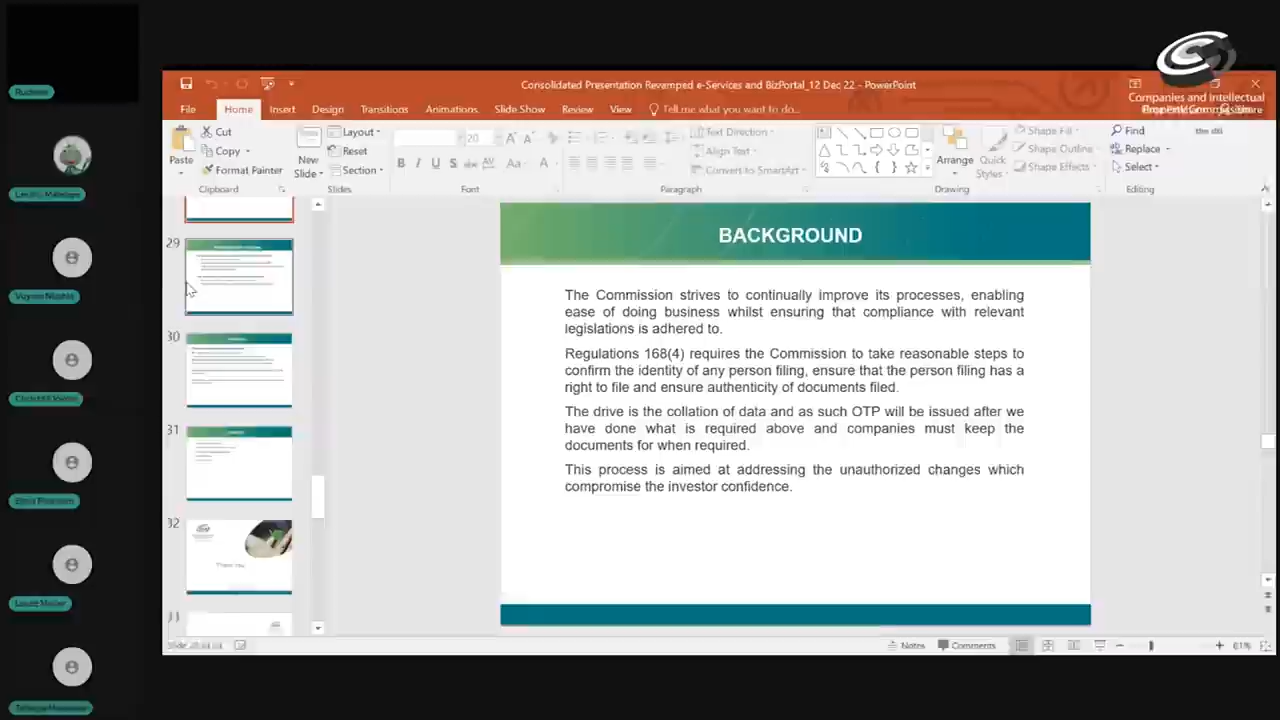 Consolidated Presentation Revamped e-Services and BizPortal_12 Dec 22 - PowerPoint
Companies and Intellectual
File Home Insert Design Transitions Animations Slide Show Review View Tell me what you want to do... Share
Paste
Cut
Copy
Format Painter
Clipboard
New Slide
Layout
Reset
Section
Slides
20
B I U S abc AV Aa A
Font
Text Direction
Align Text
Convert to SmartArt
Paragraph
Arrange
Quick Styles
Shape Fill
Shape Outline
Shape Effects
Drawing
Find
Replace
Select
Editing
29
30
31
32
Thank you
33
BACKGROUND
The Commission strives to continually improve its processes, enabling
ease of doing business whilst ensuring that compliance with relevant
legislations is adhered to.
Regulations 168(4) requires the Commission to take reasonable steps to
confirm the identity of any person filing, ensure that the person filing has a
right to file and ensure authenticity of documents filed.
The drive is the collation of data and as such OTP will be issued after we
have done what is required above and companies must keep the
documents for when required.
This process is aimed at addressing the unauthorized changes which
compromise the investor confidence.
Notes Comments 61%